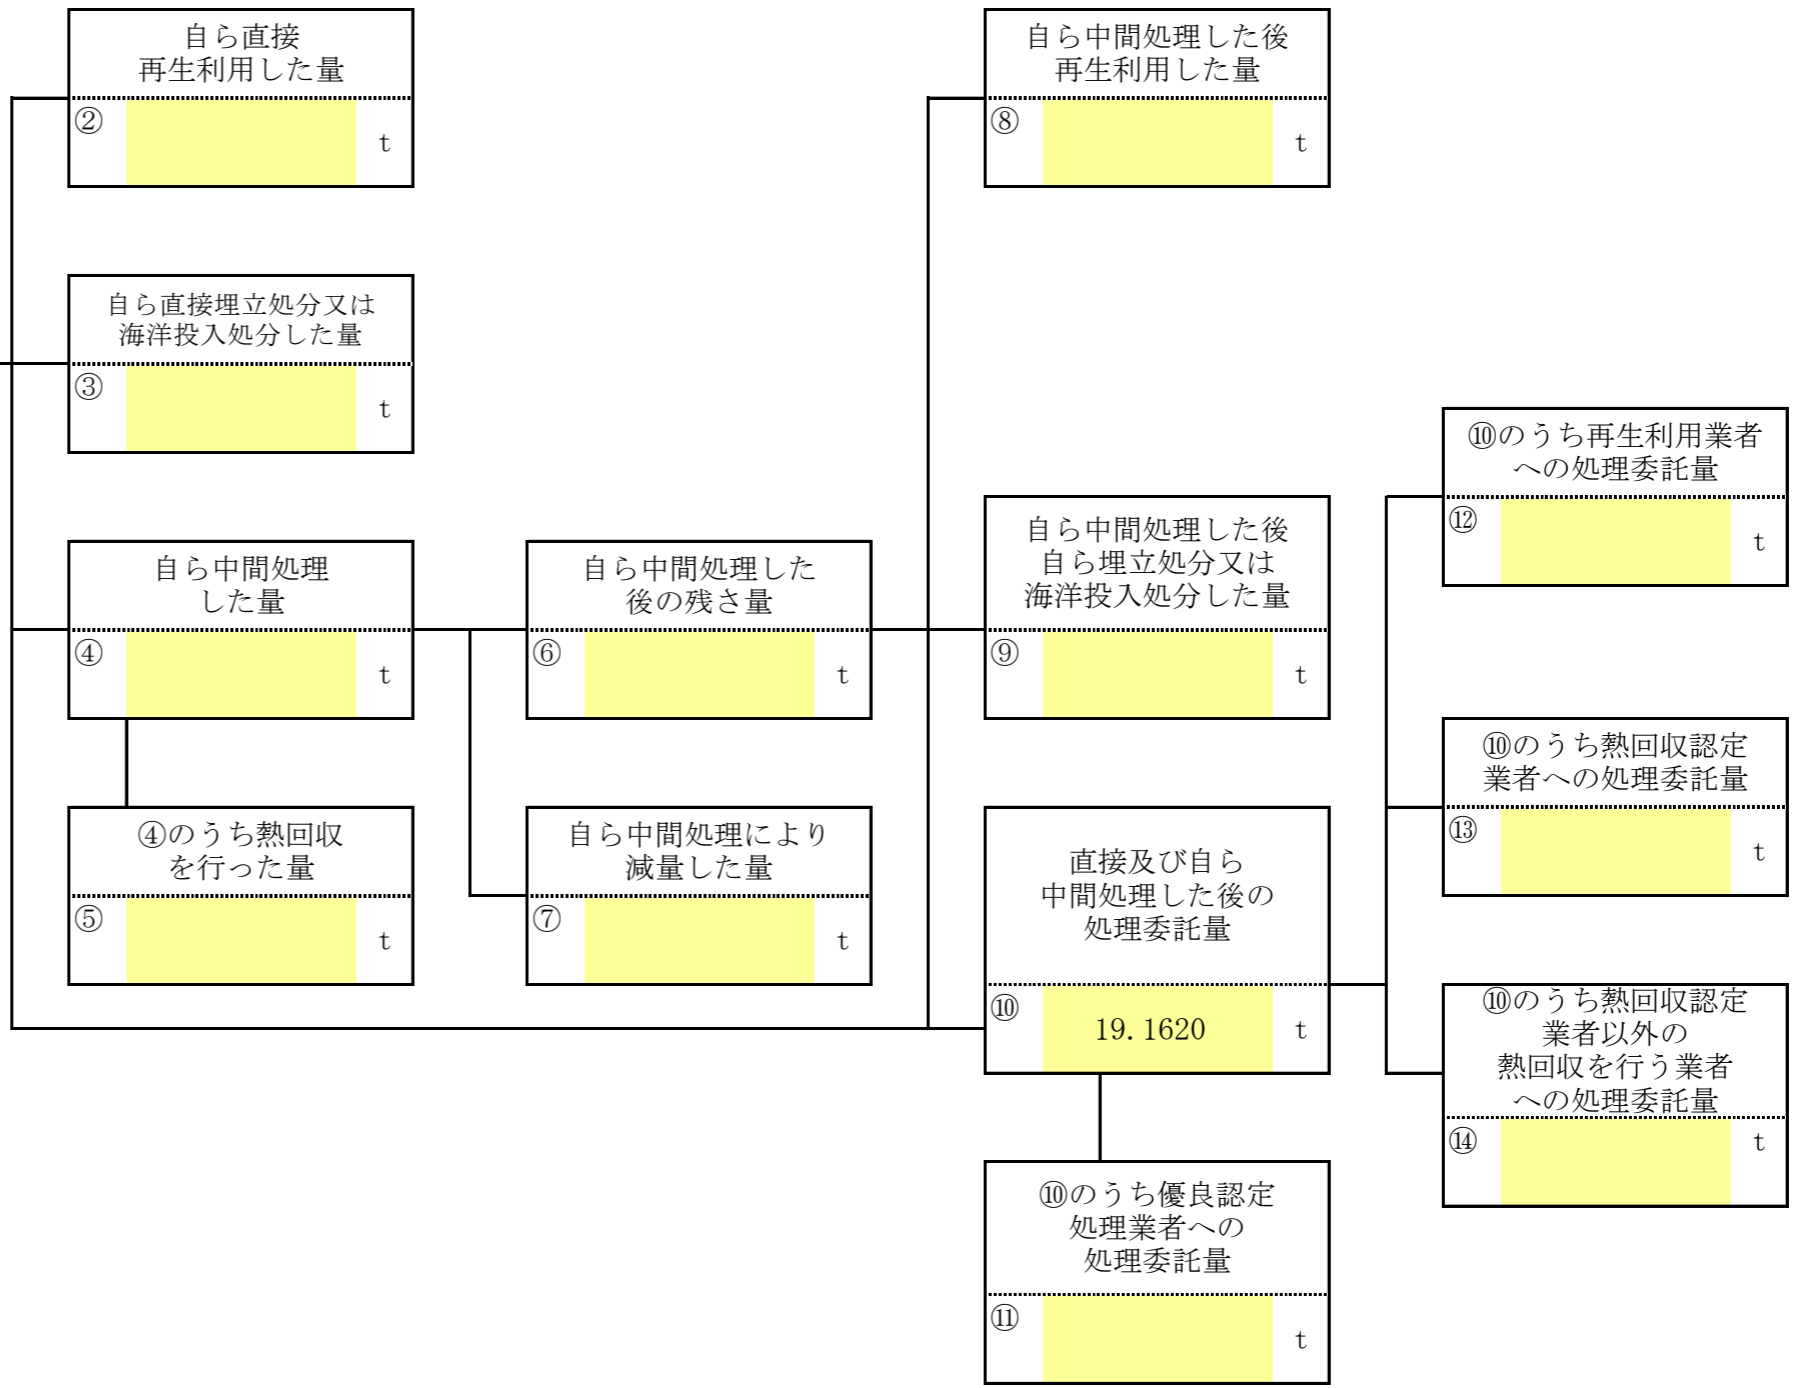 自ら直接
再生利用した量
②
t
自ら中間処理した後
再生利用した量
⑧
t
自ら直接埋立処分又は
海洋投入処分した量
③
t
⑩のうち再生利用業者
への処理委託量
⑫
t
自ら中間処理
した量
④
t
自ら中間処理した
後の残さ量
⑥
t
自ら中間処理した後
自ら埋立処分又は
海洋投入処分した量
⑨
t
⑩のうち熱回収認定
業者への処理委託量
⑬
t
④のうち熱回収
を行った量
⑤
t
自ら中間処理により
減量した量
⑦
t
直接及び自ら
中間処理した後の
処理委託量
⑩
19.1620 t
⑩のうち熱回収認定
業者以外の
熱回収を行う業者
への処理委託量
⑭
t
⑩のうち優良認定
処理業者への
処理委託量
⑪
t